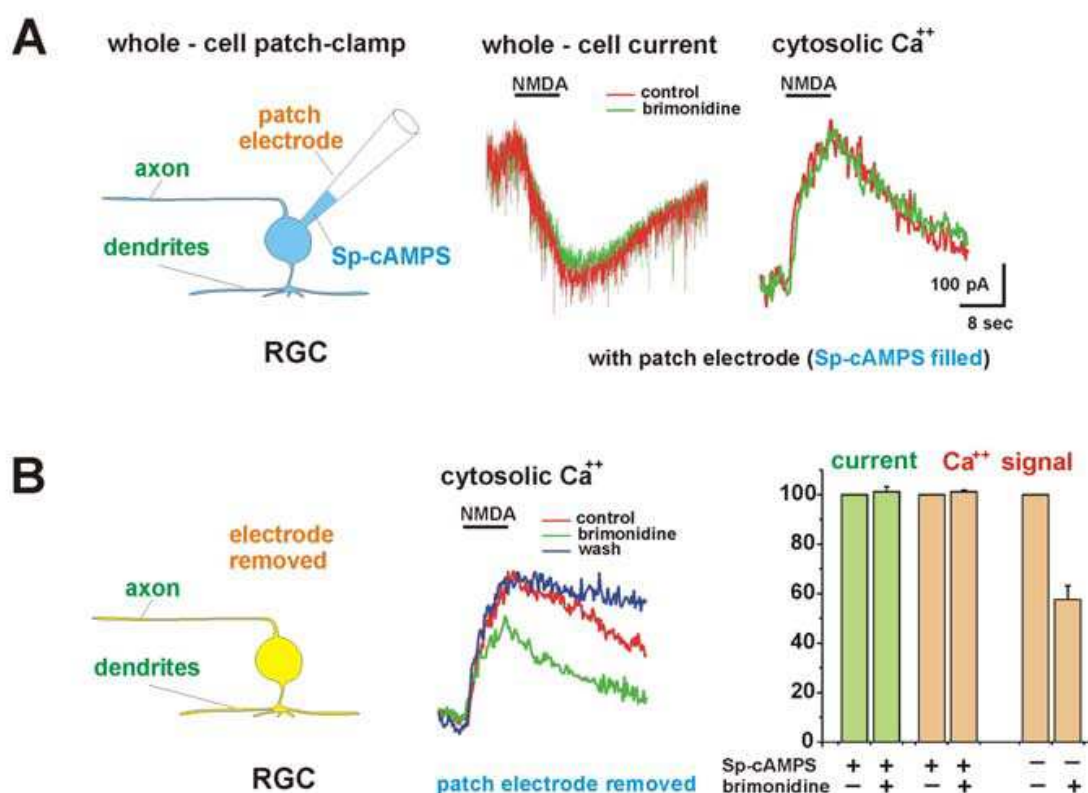 A
whole - cell patch-clamp
whole - cell current
cytosolic Ca++
NMDA
control
brimonidine
NMDA
patch
electrode
axon
dendrites
Sp-cAMPS
RGC
100 pA
8 sec
with patch electrode (Sp-cAMPS filled)
B
electrode
removed
axon
dendrites
RGC
cytosolic Ca++
NMDA
control
brimonidine
wash
patch electrode removed
current Ca++ signal
100
80
60
40
20
0
Sp-cAMPS + + + + − −
brimonidine − + − + − +